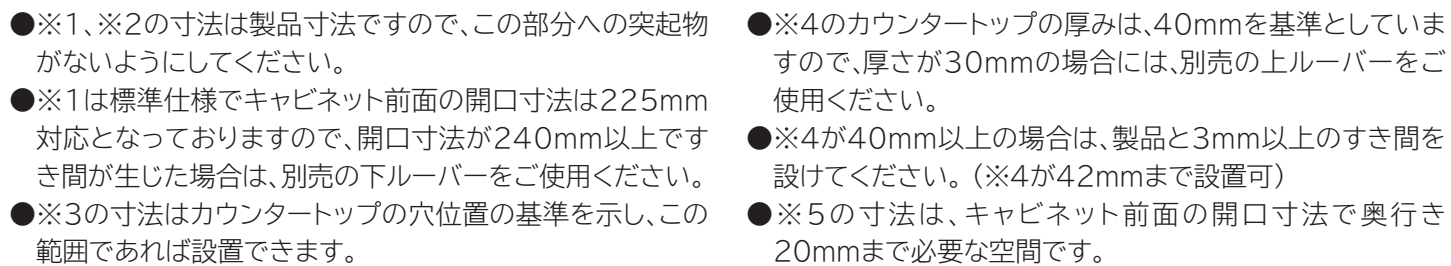 ●※1、※2の寸法は製品寸法ですので、この部分への突起物
がないようにしてください。
●※1は標準仕様でキャビネット前面の開口寸法は225mm
対応となっておりますので、開口寸法が240mm以上です
き間が生じた場合は、別売の下ルーバーをご使用ください。
●※3の寸法はカウンタートップの穴位置の基準を示し、この
範囲であれば設置できます。
●※4のカウンタートップの厚みは、40mmを基準としていま
すので、厚さが30mmの場合には、別売の上ルーバーをご
使用ください。
●※4が40mm以上の場合は、製品と3mm以上のすき間を
設けてください。（※4が42mmまで設置可）
●※5の寸法は、キャビネット前面の開口寸法で奥行き
20mmまで必要な空間です。